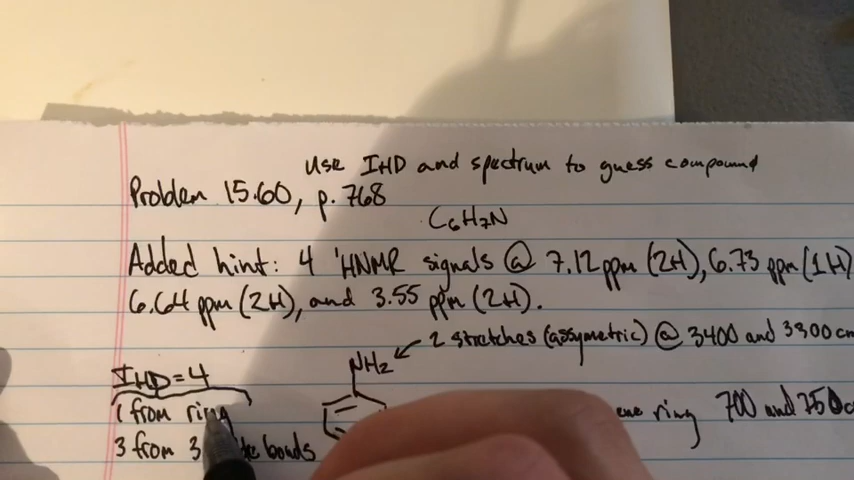 Use IHD and spectrum to guess compound
Problem 15.60, p. 768
C6H7N
Added hint: 4 'HNMR signals @ 7.12 ppm (2H), 6.73 ppm (1H)
6.64 ppm (2H), and 3.55 ppm (2H).
2 stretches (assymetric) @ 3400 and 3300 cm
NH2
IHD = 4
1 from ring
ring 700 and 750 c
3 from 3 bonds